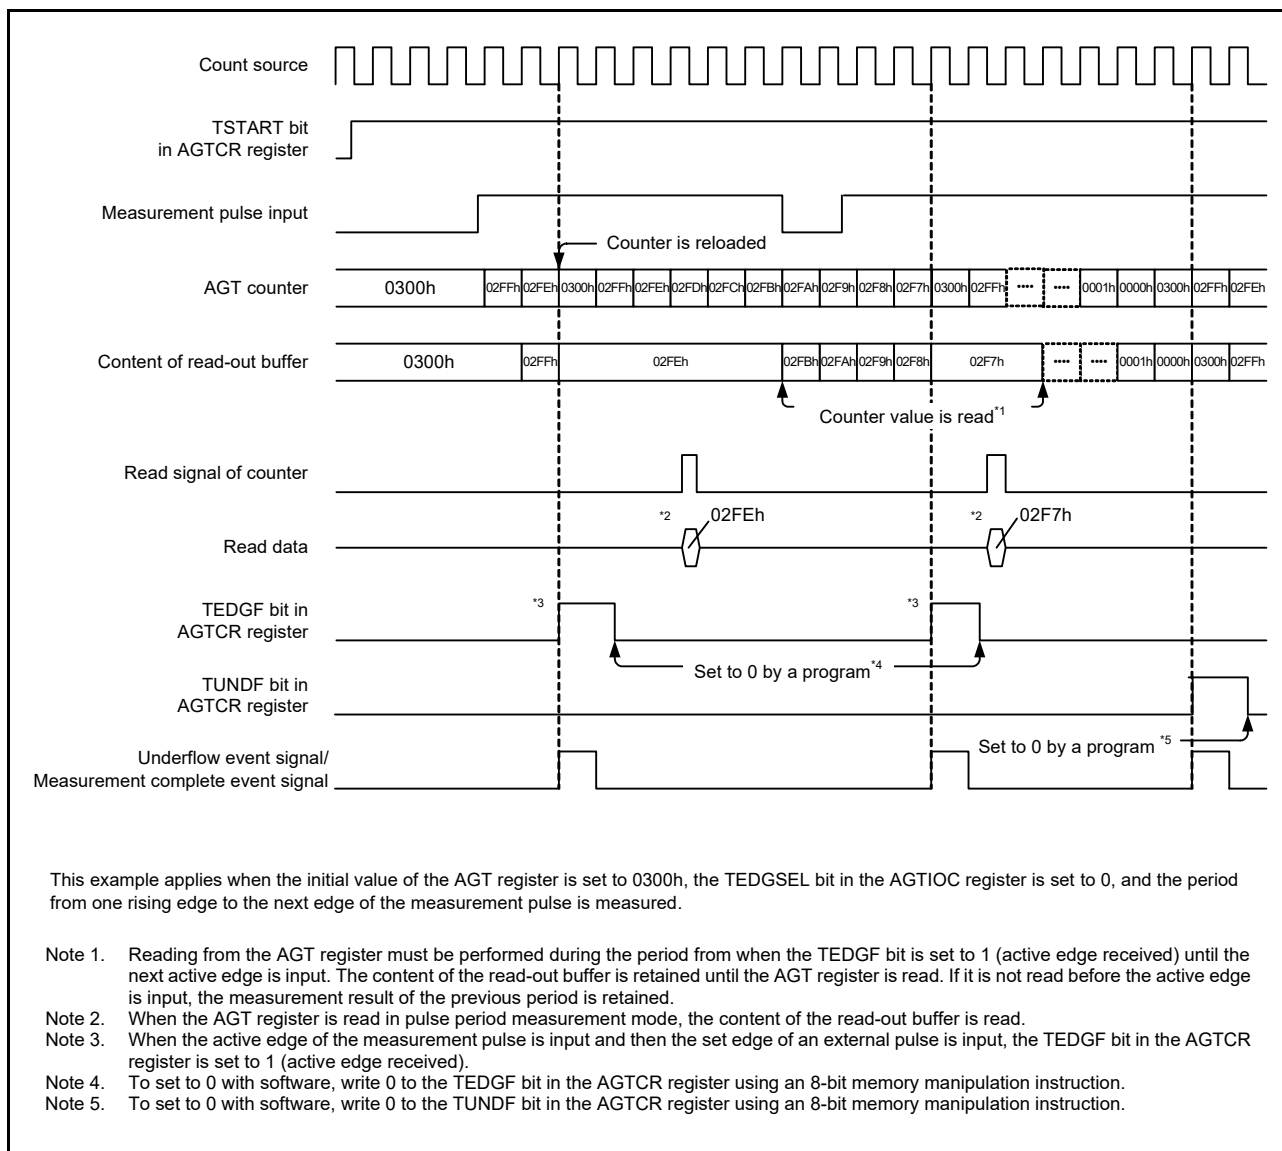 Count source
TSTART bit
in AGTCR register
Measurement pulse input
Counter is reloaded
AGT counter
0300h 02FFh 02FEh 0300h 02FFh 02FEh 02FDh 02FCh 02FBh 02FAh 02F9h 02F8h 02F7h 0300h 02FFh •••• •••• 0001h 0000h 0300h 02FFh 02FEh
Content of read-out buffer
0300h 02FFh 02FEh 02FBh 02FAh 02F9h 02F8h 02F7h •••• •••• 0001h 0000h 0300h 02FFh
Counter value is read*1
Read signal of counter
*2 02FEh *2 02F7h
Read data
*3 *3
TEDGF bit in
AGTCR register
Set to 0 by a program*4
TUNDF bit in
AGTCR register
Set to 0 by a program *5
Underflow event signal/
Measurement complete event signal
This example applies when the initial value of the AGT register is set to 0300h, the TEDGSEL bit in the AGTIOC register is set to 0, and the period
from one rising edge to the next edge of the measurement pulse is measured.
Note 1. Reading from the AGT register must be performed during the period from when the TEDGF bit is set to 1 (active edge received) until the
next active edge is input. The content of the read-out buffer is retained until the AGT register is read. If it is not read before the active edge
is input, the measurement result of the previous period is retained.
Note 2. When the AGT register is read in pulse period measurement mode, the content of the read-out buffer is read.
Note 3. When the active edge of the measurement pulse is input and then the set edge of an external pulse is input, the TEDGF bit in the AGTCR
register is set to 1 (active edge received).
Note 4. To set to 0 with software, write 0 to the TEDGF bit in the AGTCR register using an 8-bit memory manipulation instruction.
Note 5. To set to 0 with software, write 0 to the TUNDF bit in the AGTCR register using an 8-bit memory manipulation instruction.